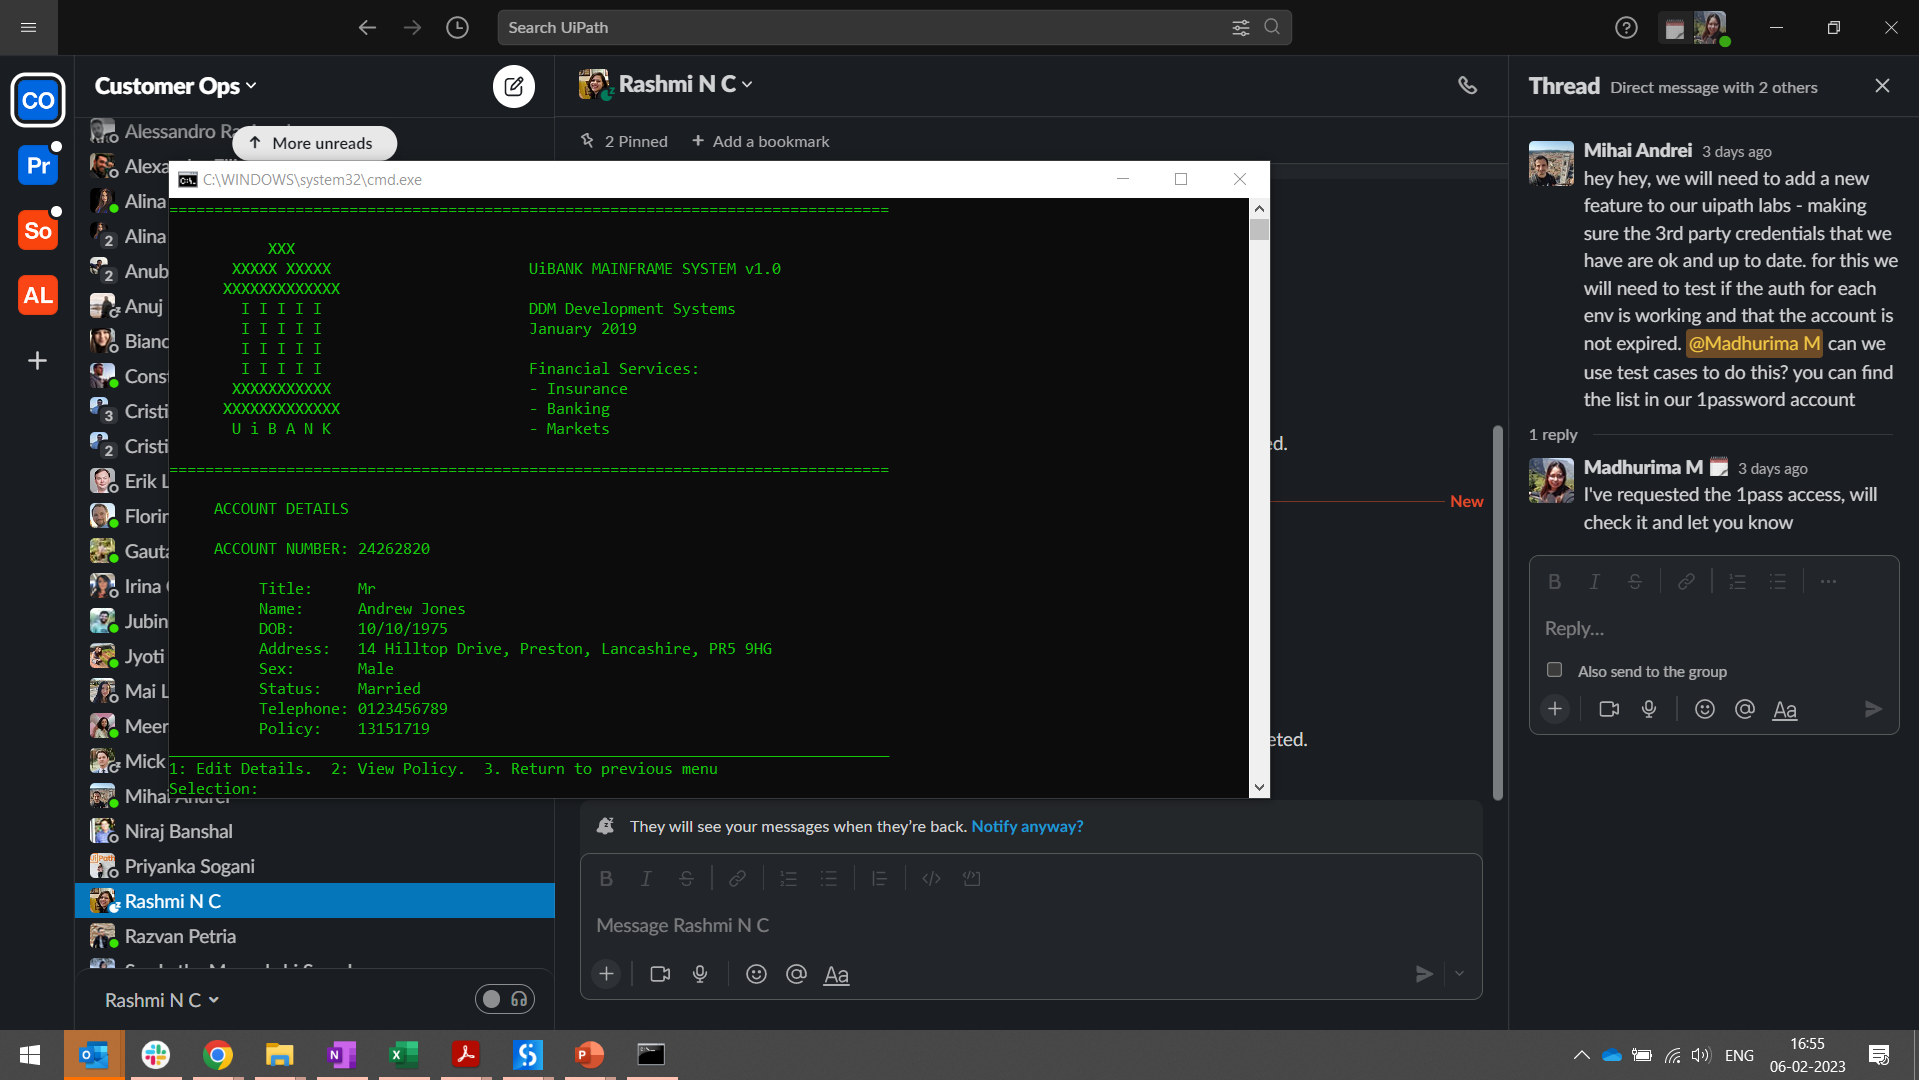 Search UiPath
CO
Pr
So
AL
Customer Ops
More unreads
Alessandro
Alexa
Alina
2 Alina
2 Anub
Anuj
Bianc
Const
3 Cristi
2 Cristi
Erik L
Florin
Gauta
Irina
Jubin
Jyoti
Mai L
Meer
Mick
Mihai Andrei
Niraj Banshal
Priyanka Sogani
Rashmi N C
Razvan Petria
Rashmi N C
Rashmi N C
2 Pinned
Add a bookmark
C:\WINDOWS\system32\cmd.exe
================================================================================
XXX
XXXXX XXXXX UiBANK MAINFRAME SYSTEM v1.0
XXXXXXXXXXXXX
I I I I I DDM Development Systems
I I I I I January 2019
I I I I I
I I I I I Financial Services:
XXXXXXXXXXX - Insurance
XXXXXXXXXXXXX - Banking
U i B A N K - Markets
================================================================================
ACCOUNT DETAILS
ACCOUNT NUMBER: 24262820
Title: Mr
Name: Andrew Jones
DOB: 10/10/1975
Address: 14 Hilltop Drive, Preston, Lancashire, PR5 9HG
Sex: Male
Status: Married
Telephone: 0123456789
Policy: 13151719
1: Edit Details. 2: View Policy. 3. Return to previous menu
Selection:
ed.
New
eted.
They will see your messages when they're back. Notify anyway?
B I S
Message Rashmi N C
Aa
Thread Direct message with 2 others
Mihai Andrei 3 days ago
hey hey, we will need to add a new
feature to our uipath labs - making
sure the 3rd party credentials that we
have are ok and up to date. for this we
will need to test if the auth for each
env is working and that the account is
not expired. @Madhurima M can we
use test cases to do this? you can find
the list in our 1password account
1 reply
Madhurima M 3 days ago
I've requested the 1pass access, will
check it and let you know
B I S
Reply...
Also send to the group
Aa
ENG
16:55
06-02-2023